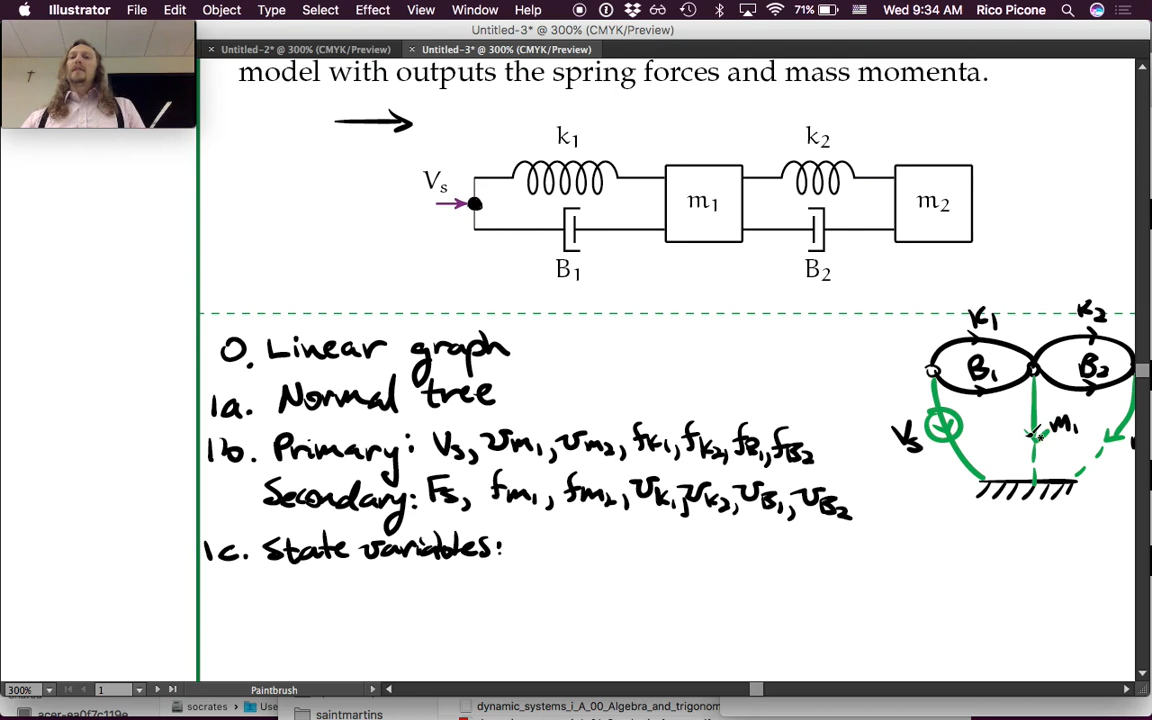 Illustrator File Edit Object Type Select Effect View Window Help 71% Wed 9:34 AM Rico Picone
Untitled-3* @ 300% (CMYK/Preview)
Untitled-2* @ 300% (CMYK/Preview) Untitled-3* @ 300% (CMYK/Preview)
model with outputs the spring forces and mass momenta.
k₁ k₂
Vₛ
m₁ m₂
B₁ B₂
0. Linear graph
1a. Normal tree
1b. Primary: Vs, vm₁, vm₂, fk₁, fk₂, fB₁, fB₂
Secondary: Fs, fm₁, fm₂, vk₁, vk₂, vB₁, vB₂
1c. State variables:
k₁ k₂
B₁ B₂
Vs m₁
300% 1 Paintbrush
acer-ea0f7c119e socrates Use saintmartins dynamic_systems_i_A_00_Algebra_and_trigonom